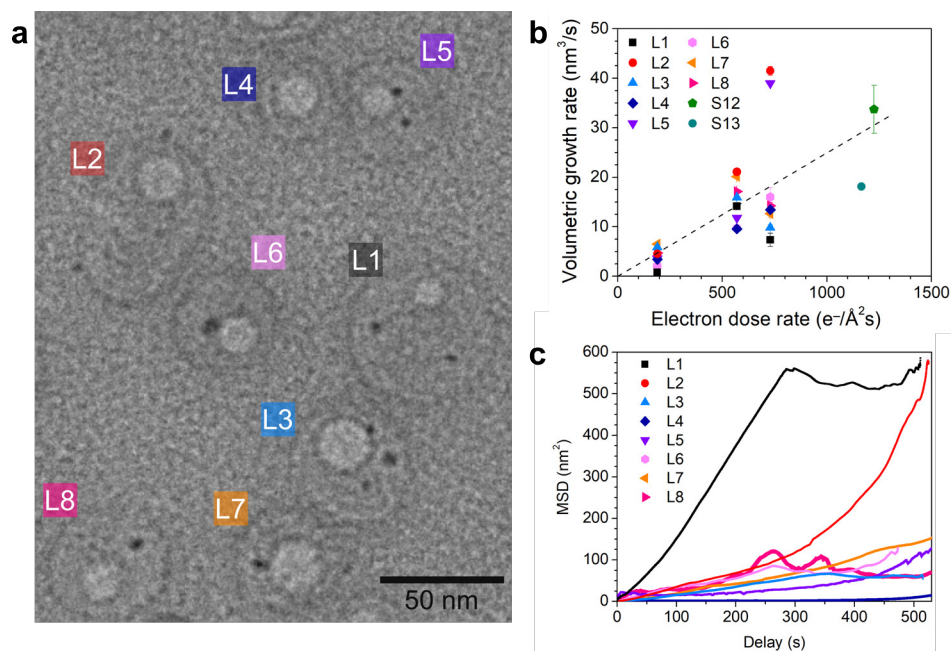 a
L5
L4
L2
L6
L1
L3
L8
L7
50 nm
b
Volumetric growth rate (nm³/s)
50
40
30
20
10
0
L1
L2
L3
L4
L5
L6
L7
L8
S12
S13
0
500
1000
1500
Electron dose rate (e⁻/Å²s)
c
MSD (nm²)
600
500
400
300
200
100
0
L1
L2
L3
L4
L5
L6
L7
L8
0
100
200
300
400
500
Delay (s)